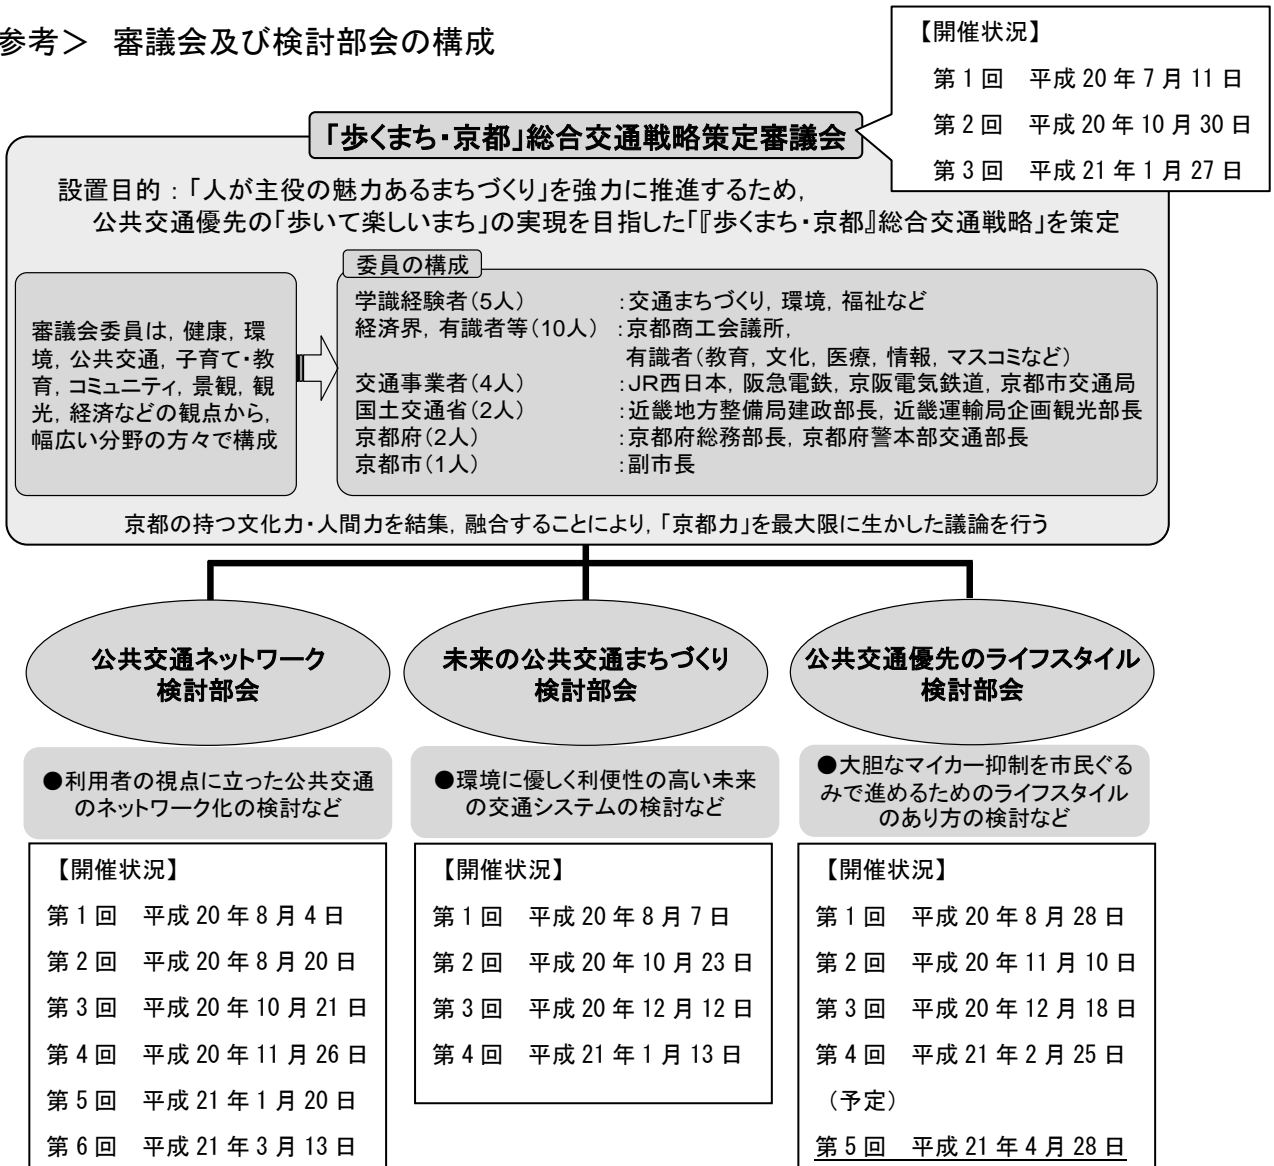 参考＞ 審議会及び検討部会の構成
【開催状況】
第1回 平成20年7月11日
第2回 平成20年10月30日
第3回 平成21年1月27日
「歩くまち・京都」総合交通戦略策定審議会
設置目的：「人が主役の魅力あるまちづくり」を強力に推進するため，
公共交通優先の「歩いて楽しいまち」の実現を目指した「『歩くまち・京都』総合交通戦略」を策定
審議会委員は，健康，環
境，公共交通，子育て・教
育，コミュニティ，景観，観
光，経済などの観点から，
幅広い分野の方々で構成
委員の構成
学識経験者（5人） ：交通まちづくり，環境，福祉など
経済界，有識者等（10人） ：京都商工会議所，
有識者（教育，文化，医療，情報，マスコミなど）
交通事業者（4人） ：JR西日本，阪急電鉄，京阪電気鉄道，京都市交通局
国土交通省（2人） ：近畿地方整備局建政部長，近畿運輸局企画観光部長
京都府（2人） ：京都府総務部長，京都府警本部交通部長
京都市（1人） ：副市長
京都の持つ文化力・人間力を結集，融合することにより，「京都力」を最大限に生かした議論を行う
公共交通ネットワーク
検討部会
●利用者の視点に立った公共交通
のネットワーク化の検討など
【開催状況】
第1回 平成20年8月4日
第2回 平成20年8月20日
第3回 平成20年10月21日
第4回 平成20年11月26日
第5回 平成21年1月20日
第6回 平成21年3月13日
未来の公共交通まちづくり
検討部会
●環境に優しく利便性の高い未来
の交通システムの検討など
【開催状況】
第1回 平成20年8月7日
第2回 平成20年10月23日
第3回 平成20年12月12日
第4回 平成21年1月13日
公共交通優先のライフスタイル
検討部会
●大胆なマイカー抑制を市民ぐる
みで進めるためのライフスタイル
のあり方の検討など
【開催状況】
第1回 平成20年8月28日
第2回 平成20年11月10日
第3回 平成20年12月18日
第4回 平成21年2月25日
（予定）
第5回 平成21年4月28日